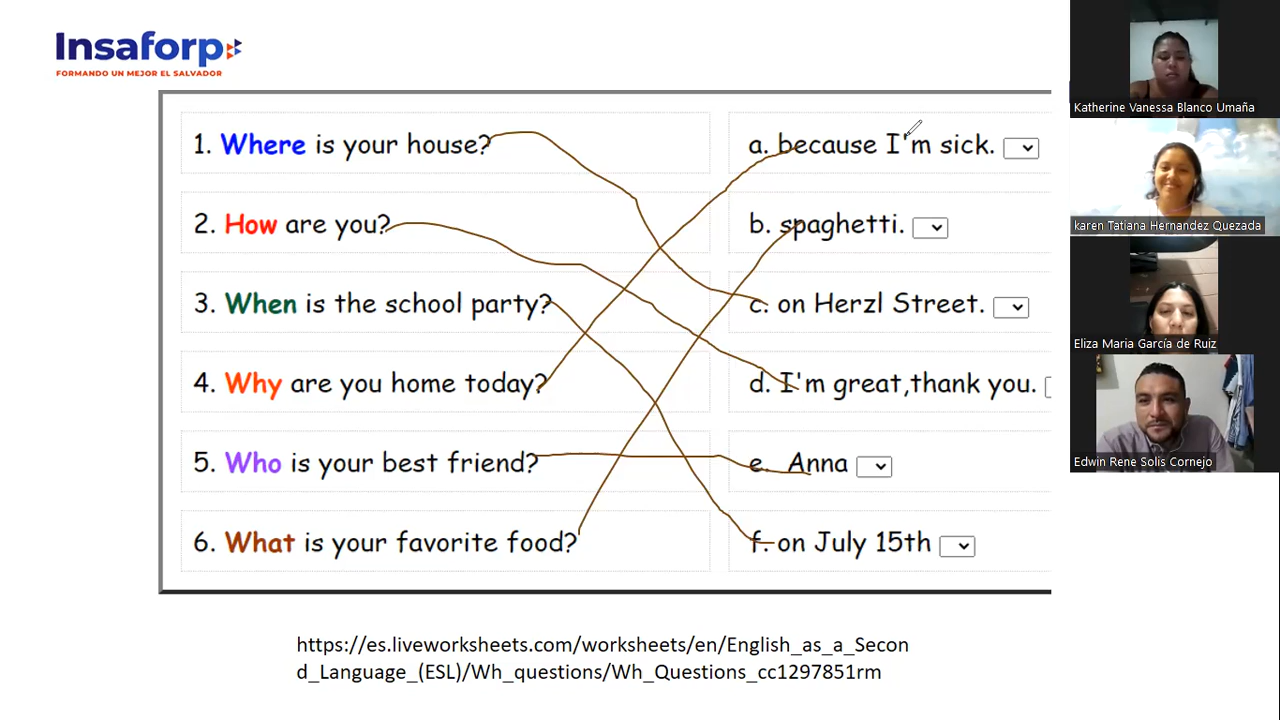 Insaforp
FORMANDO UN MEJOR EL SALVADOR
1. Where is your house?
2. How are you?
3. When is the school party?
4. Why are you home today?
5. Who is your best friend?
6. What is your favorite food?
a. because I'm sick.
b. spaghetti.
c. on Herzl Street.
d. I'm great,thank you.
e. Anna
f. on July 15th
https://es.liveworksheets.com/worksheets/en/English_as_a_Secon
d_Language_(ESL)/Wh_questions/Wh_Questions_cc1297851rm
Katherine Vanessa Blanco Umaña
karen Tatiana Hernandez Quezada
Eliza Maria García de Ruiz
Edwin Rene Solis Cornejo